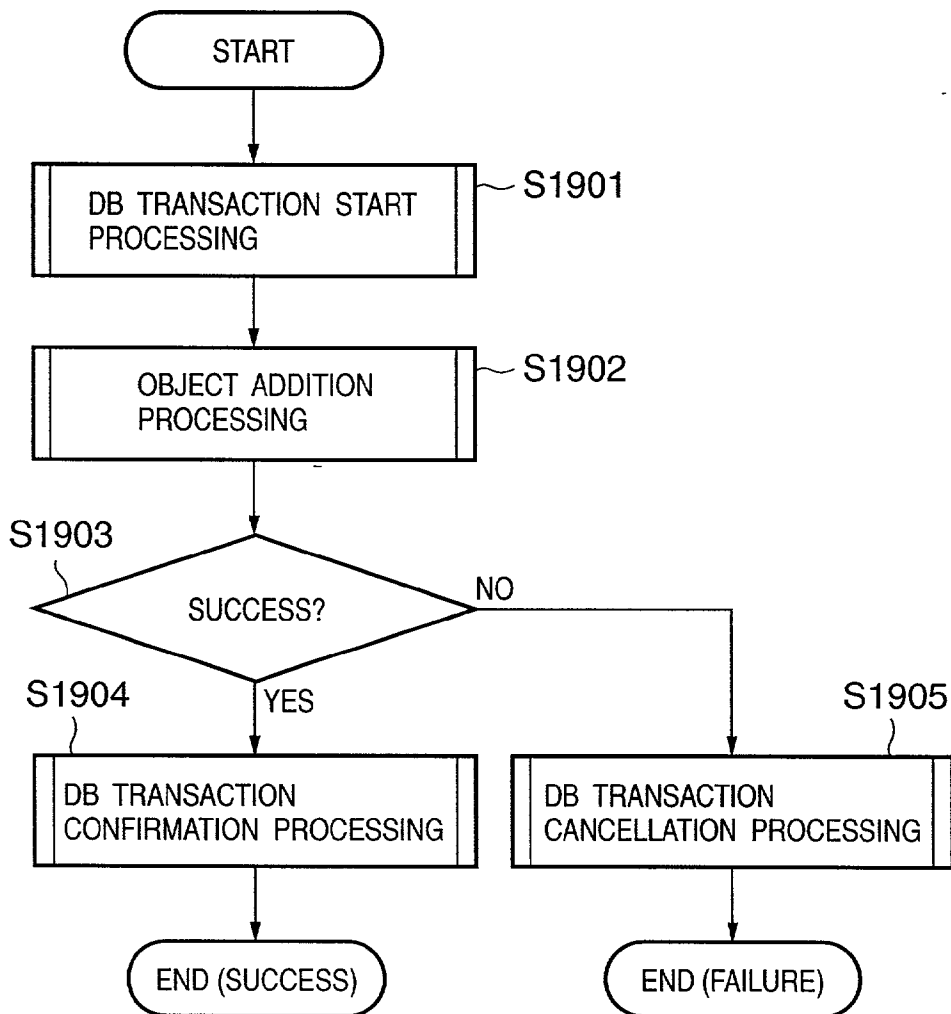 START
DB TRANSACTION START
PROCESSING
S1901
OBJECT ADDITION
PROCESSING
S1902
S1903
SUCCESS?
NO
YES
S1904
DB TRANSACTION
CONFIRMATION PROCESSING
S1905
DB TRANSACTION
CANCELLATION PROCESSING
END (SUCCESS)
END (FAILURE)